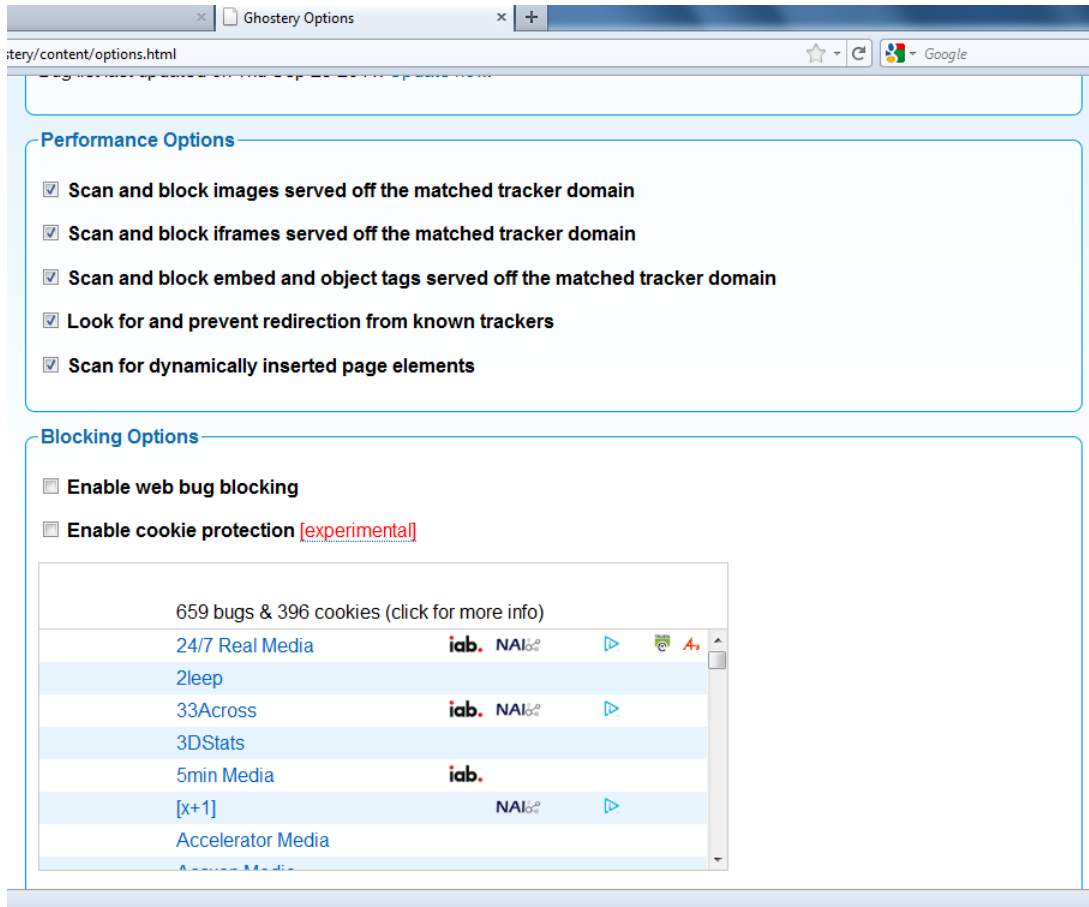 Ghostery Options
stery/content/options.html
Google
Performance Options
Scan and block images served off the matched tracker domain
Scan and block iframes served off the matched tracker domain
Scan and block embed and object tags served off the matched tracker domain
Look for and prevent redirection from known trackers
Scan for dynamically inserted page elements
Blocking Options
Enable web bug blocking
Enable cookie protection [experimental]
659 bugs & 396 cookies (click for more info)
24/7 Real Media iab. NAI
2leep
33Across iab. NAI
3DStats
5min Media iab.
[x+1] NAI
Accelerator Media